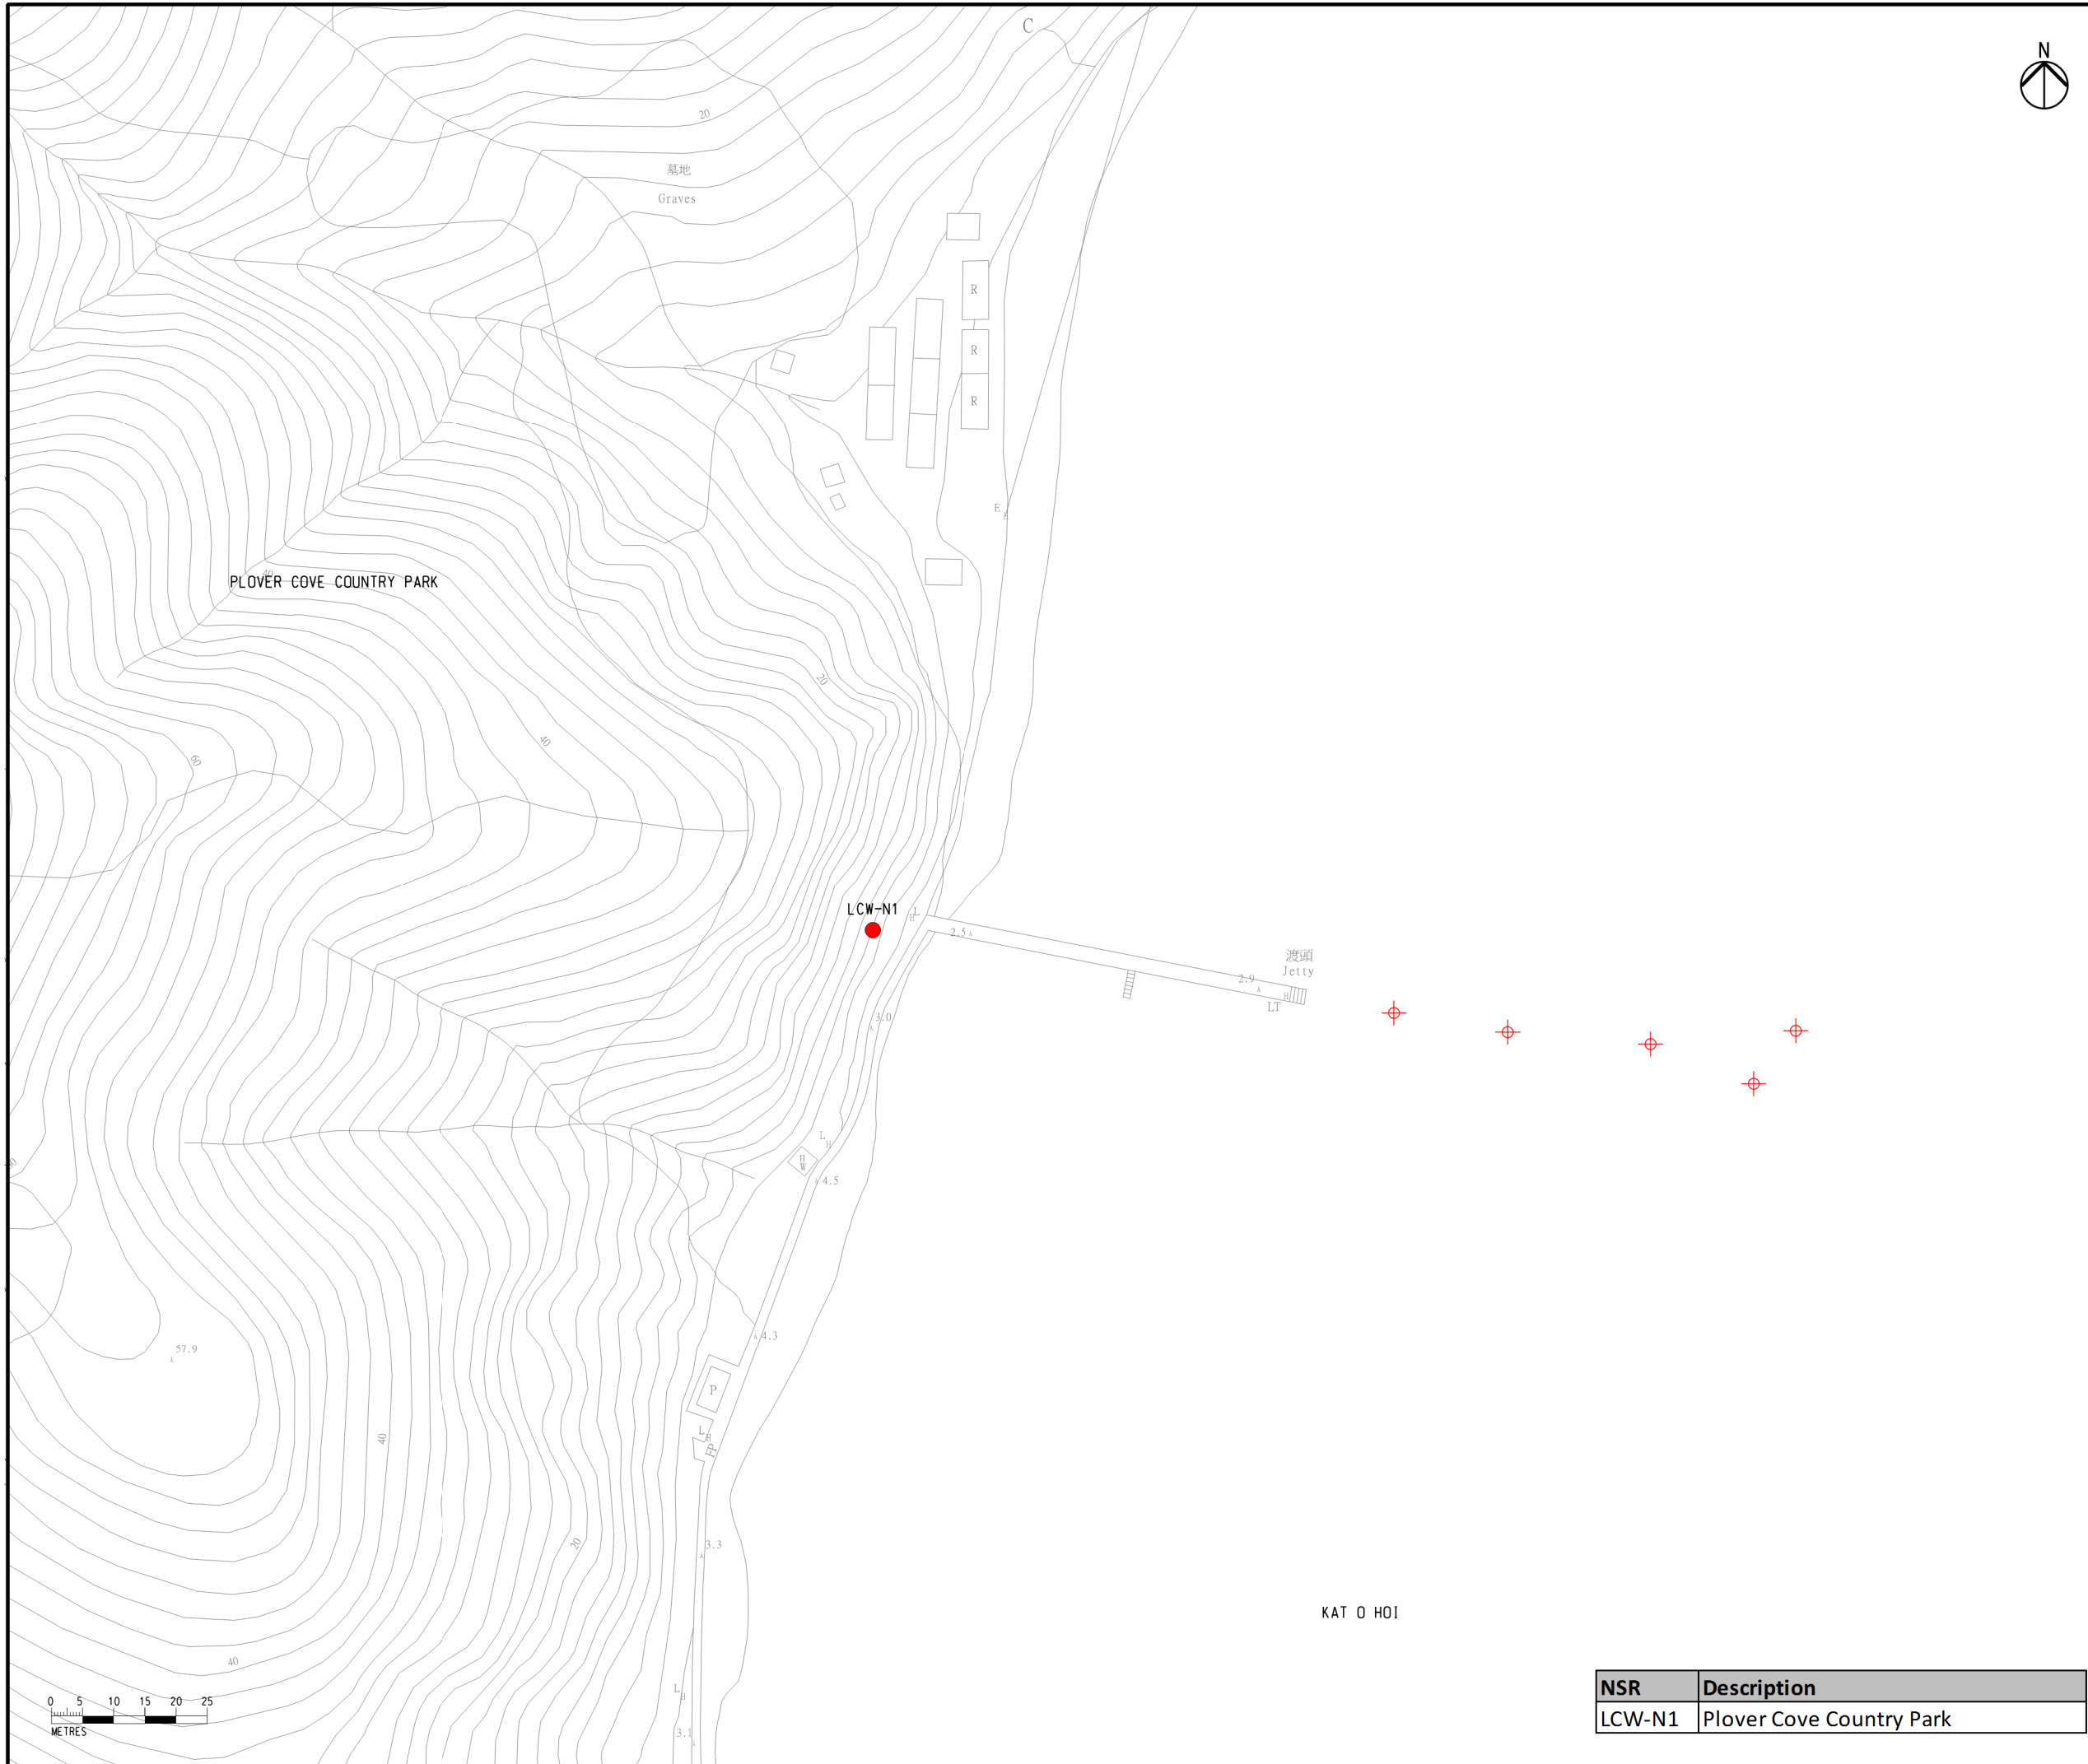 C
N
20
墓地
Graves
R
R
R
E
40
PLOVER COVE COUNTRY PARK
20
40
60
LCW-N1
L
H
2.5
渡頭
Jetty
2.9
H
LT
3.0
L
H
H
W
4.5
4.3
57.9
P
40
L
H
FP
20
3.3
KAT O HOI
40
L
H
3.1
0 5 10 15 20 25
METRES
NSR Description
LCW-N1 Plover Cove Country Park